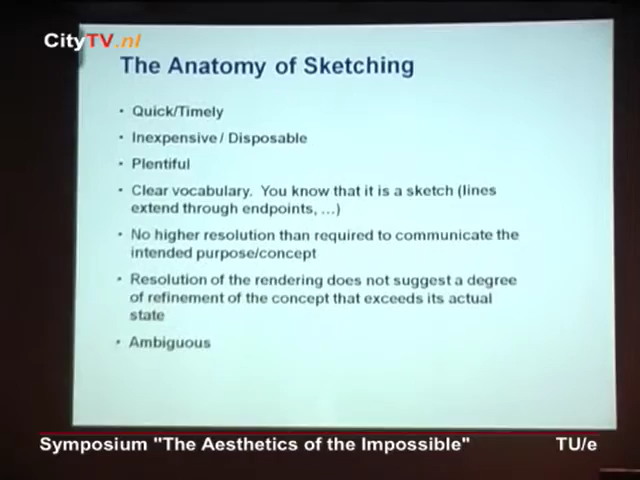 CityTV.nl
The Anatomy of Sketching
• Quick/Timely
• Inexpensive / Disposable
• Plentiful
• Clear vocabulary. You know that it is a sketch (lines
extend through endpoints, ...)
• No higher resolution than required to communicate the
intended purpose/concept
• Resolution of the rendering does not suggest a degree
of refinement of the concept that exceeds its actual
state
• Ambiguous
Symposium "The Aesthetics of the Impossible" TU/e